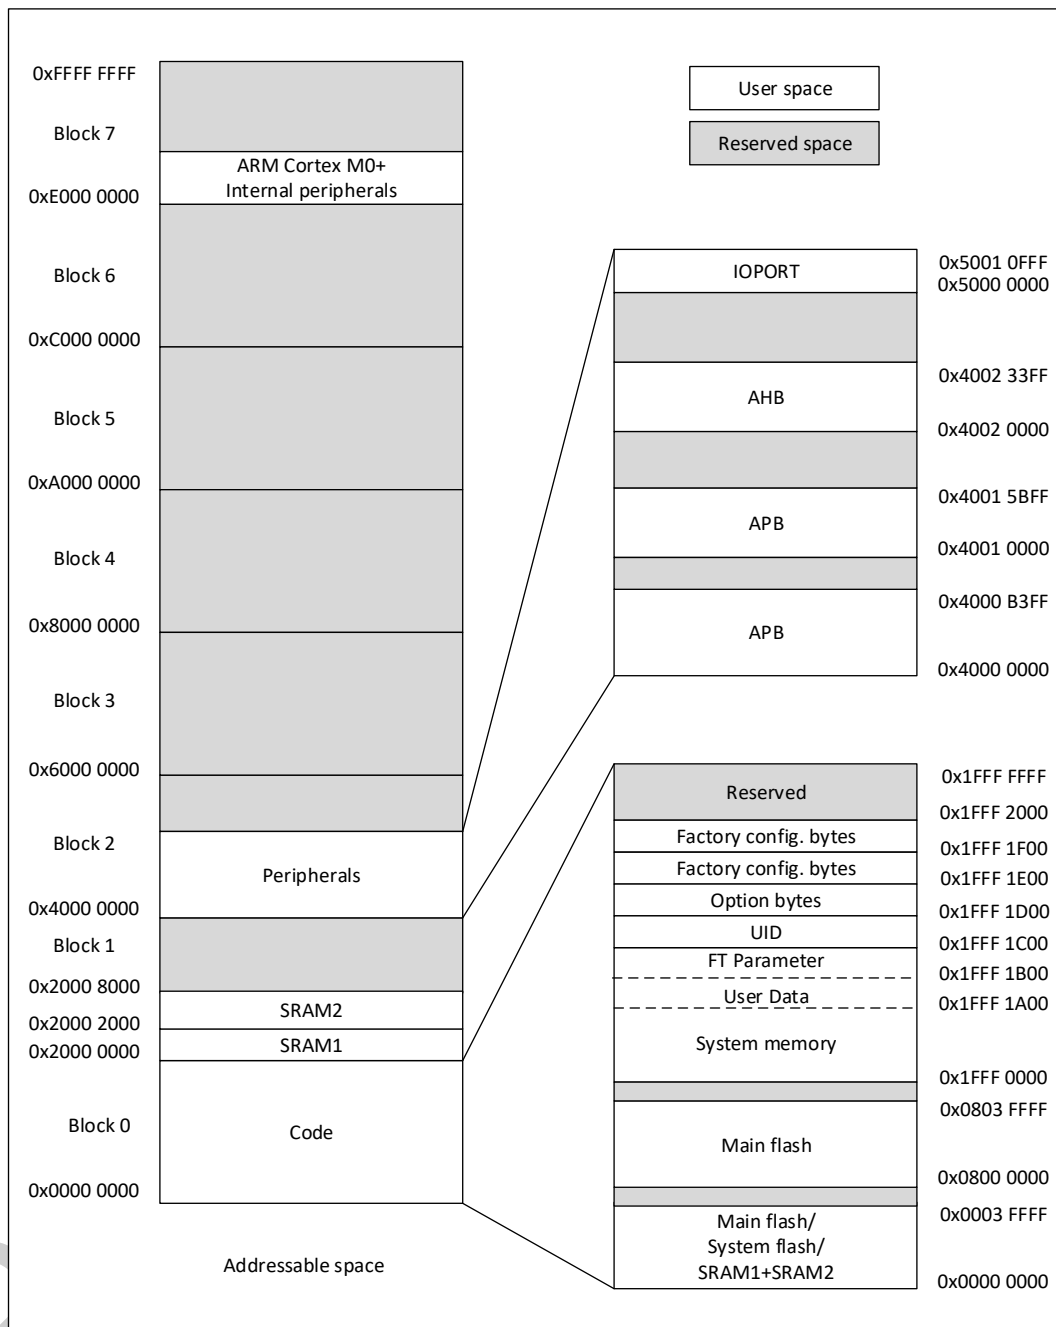 0xFFFF FFFF
Block 7
ARM Cortex M0+
Internal peripherals
0xE000 0000
Block 6
0xC000 0000
Block 5
0xA000 0000
Block 4
0x8000 0000
Block 3
0x6000 0000
Block 2
Peripherals
0x4000 0000
Block 1
0x2000 8000
SRAM2
0x2000 2000
0x2000 0000
SRAM1
Block 0
Code
0x0000 0000
Addressable space
User space
Reserved space
IOPORT
0x5001 0FFF
0x5000 0000
0x4002 33FF
AHB
0x4002 0000
0x4001 5BFF
APB
0x4001 0000
0x4000 B3FF
APB
0x4000 0000
0x1FFF FFFF
Reserved
0x1FFF 2000
Factory config. bytes
0x1FFF 1F00
Factory config. bytes
0x1FFF 1E00
Option bytes
0x1FFF 1D00
UID
0x1FFF 1C00
FT Parameter
0x1FFF 1B00
User Data
0x1FFF 1A00
System memory
0x1FFF 0000
0x0803 FFFF
Main flash
0x0800 0000
0x0003 FFFF
Main flash/
System flash/
SRAM1+SRAM2
0x0000 0000